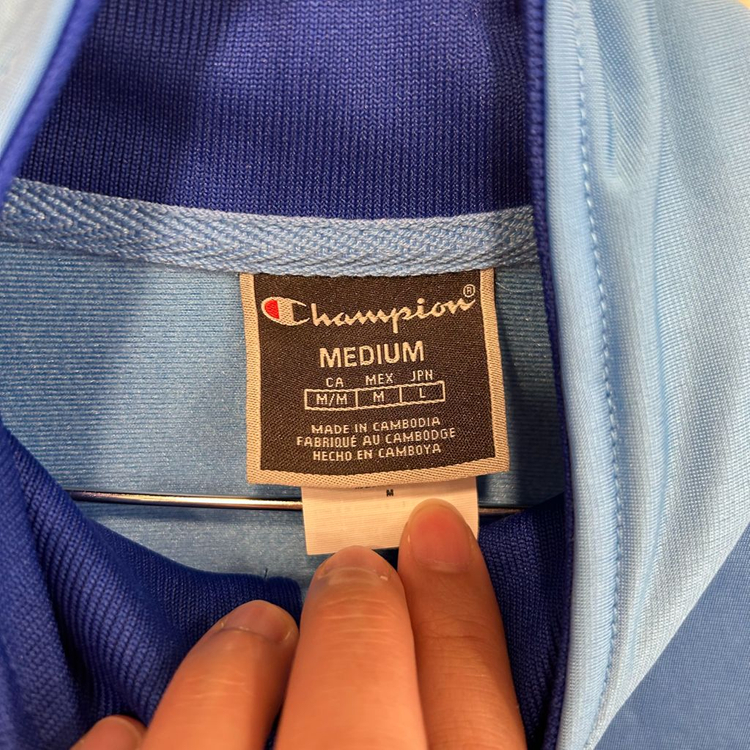 Champion®
MEDIUM
CA MEX JPN
M/M M L
MADE IN CAMBODIA
FABRIQUÉ AU CAMBODGE
HECHO EN CAMBOYA
M